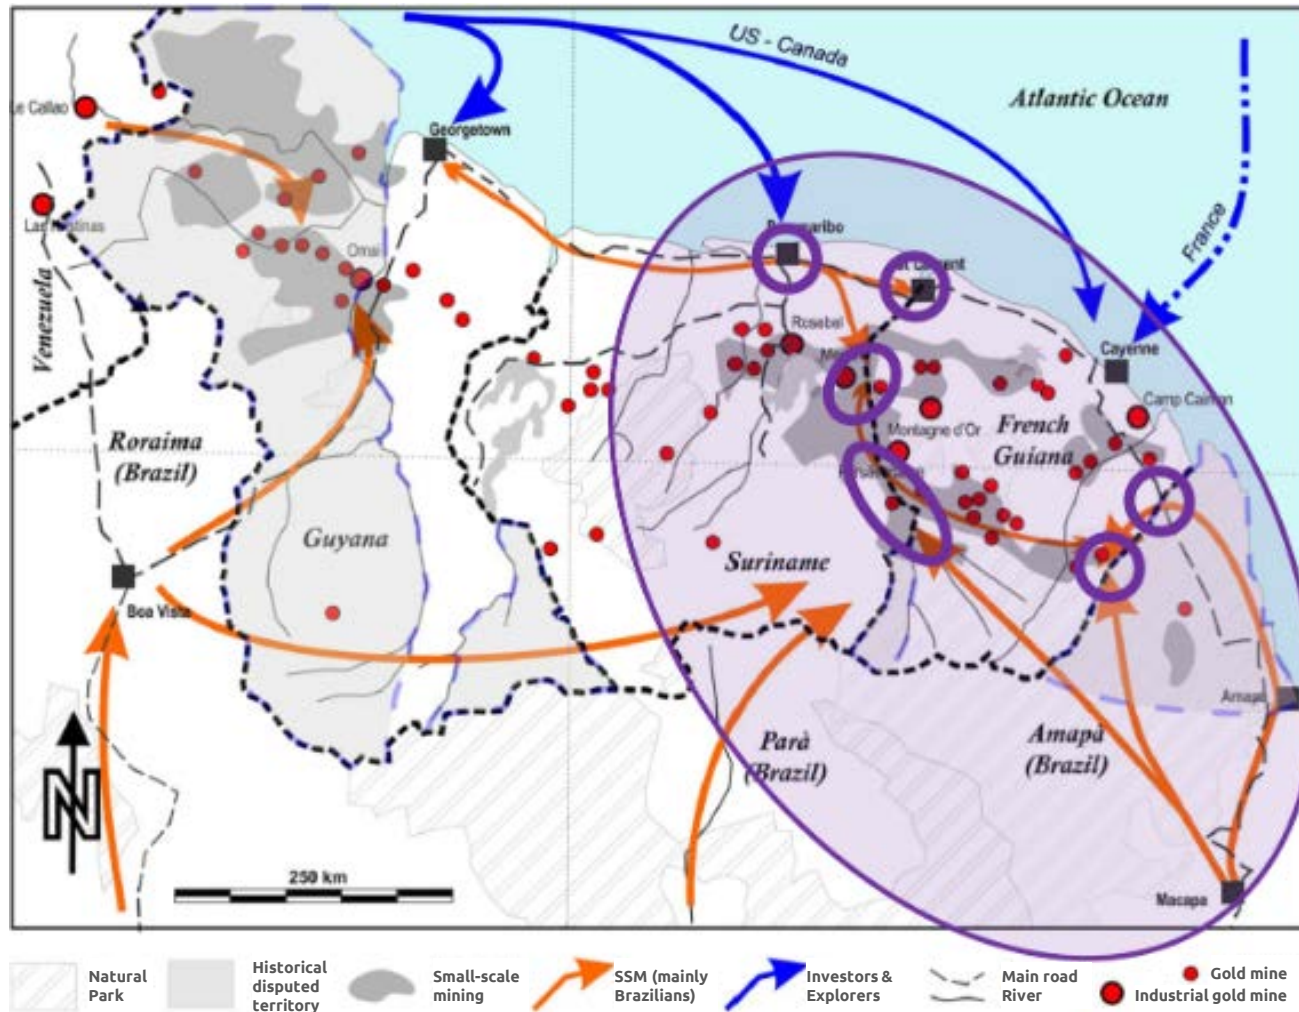 US - Canada
Atlantic Ocean
Le Callao
Georgetown
France
Las
Omai
Venezuela
Rosebel
Cayenne
Camp Caiman
Montagne d'Or
French
Guiana
Roraima
(Brazil)
Guyana
Suriname
Boa Vista
Parà
(Brazil)
Amapà
(Brazil)
N
250 km
Macapa
Natural
Park
Historical
disputed
territory
Small-scale
mining
SSM (mainly
Brazilians)
Investors &
Explorers
Main road
River
Gold mine
Industrial gold mine